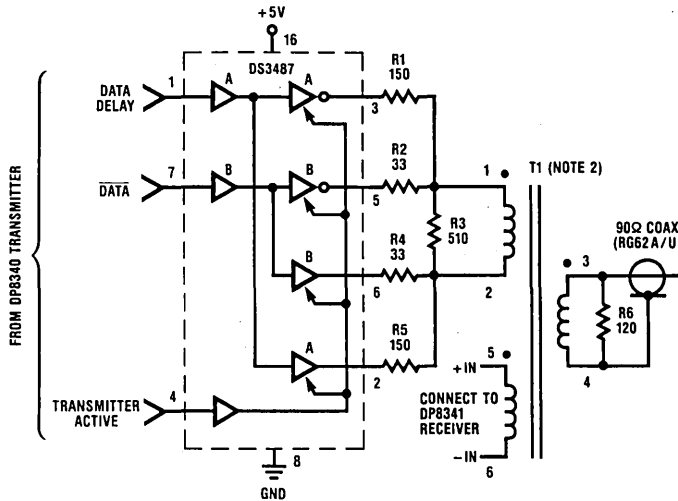 +5V
16
DS3487
R1
150
DATA
DELAY
1
A
A
3
R2
33
DATA
7
B
B
5
1
T1 (NOTE 2)
R3
510
90Ω COAX
(RG62A/U
FROM DP8340 TRANSMITTER
B
R4
33
6
2
3
R6
120
A
R5
150
2
5
+IN
4
TRANSMITTER
ACTIVE
4
CONNECT TO
DP8341
RECEIVER
-IN
6
8
GND